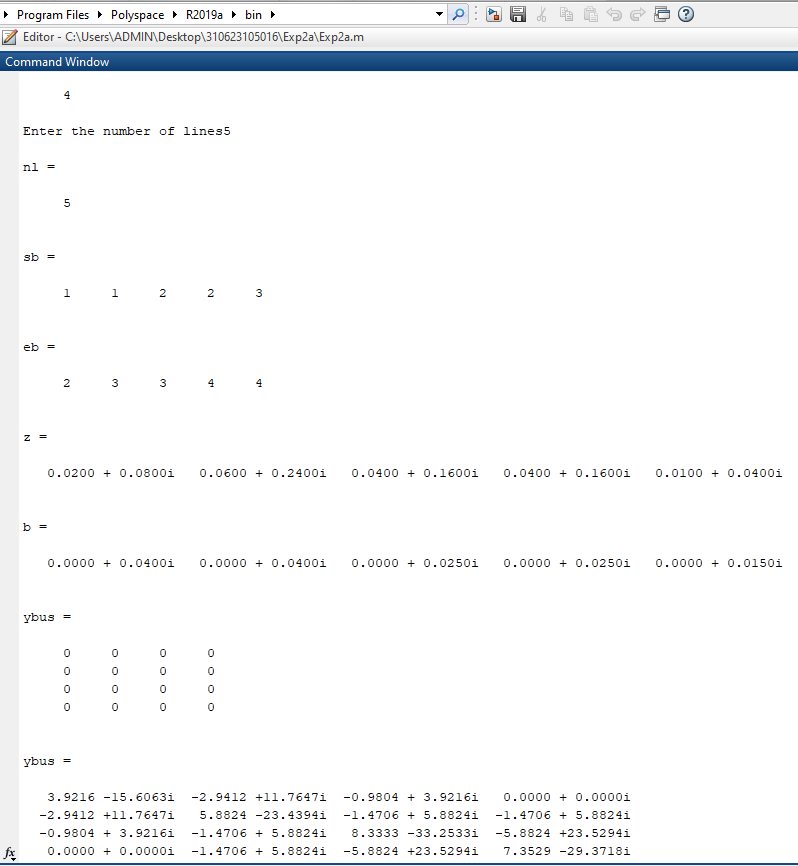 Program Files Polyspace R2019a bin
Editor - C:\Users\ADMIN\Desktop\310623105016\Exp2a\Exp2a.m
Command Window
4
Enter the number of lines5
nl =
5
sb =
1 1 2 2 3
eb =
2 3 3 4 4
z =
0.0200 + 0.0800i 0.0600 + 0.2400i 0.0400 + 0.1600i 0.0400 + 0.1600i 0.0100 + 0.0400i
b =
0.0000 + 0.0400i 0.0000 + 0.0400i 0.0000 + 0.0250i 0.0000 + 0.0250i 0.0000 + 0.0150i
ybus =
0 0 0 0
0 0 0 0
0 0 0 0
0 0 0 0
ybus =
3.9216 -15.6063i -2.9412 +11.7647i -0.9804 + 3.9216i 0.0000 + 0.0000i
-2.9412 +11.7647i 5.8824 -23.4394i -1.4706 + 5.8824i -1.4706 + 5.8824i
-0.9804 + 3.9216i -1.4706 + 5.8824i 8.3333 -33.2533i -5.8824 +23.5294i
0.0000 + 0.0000i -1.4706 + 5.8824i -5.8824 +23.5294i 7.3529 -29.3718i
fx